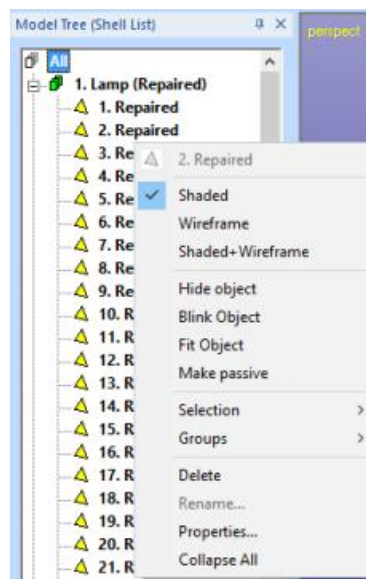 Model Tree (Shell List)
perspect
All
1. Lamp (Repaired)
1. Repaired
2. Repaired
3. Re
4. Re
5. Re
6. Re
7. Re
8. Re
9. Re
10. R
11. R
12. R
13. R
14. R
15. R
16. R
17. R
18. R
19. R
20. R
21. R
2. Repaired
Shaded
Wireframe
Shaded+Wireframe
Hide object
Blink Object
Fit Object
Make passive
Selection
Groups
Delete
Rename...
Properties...
Collapse All